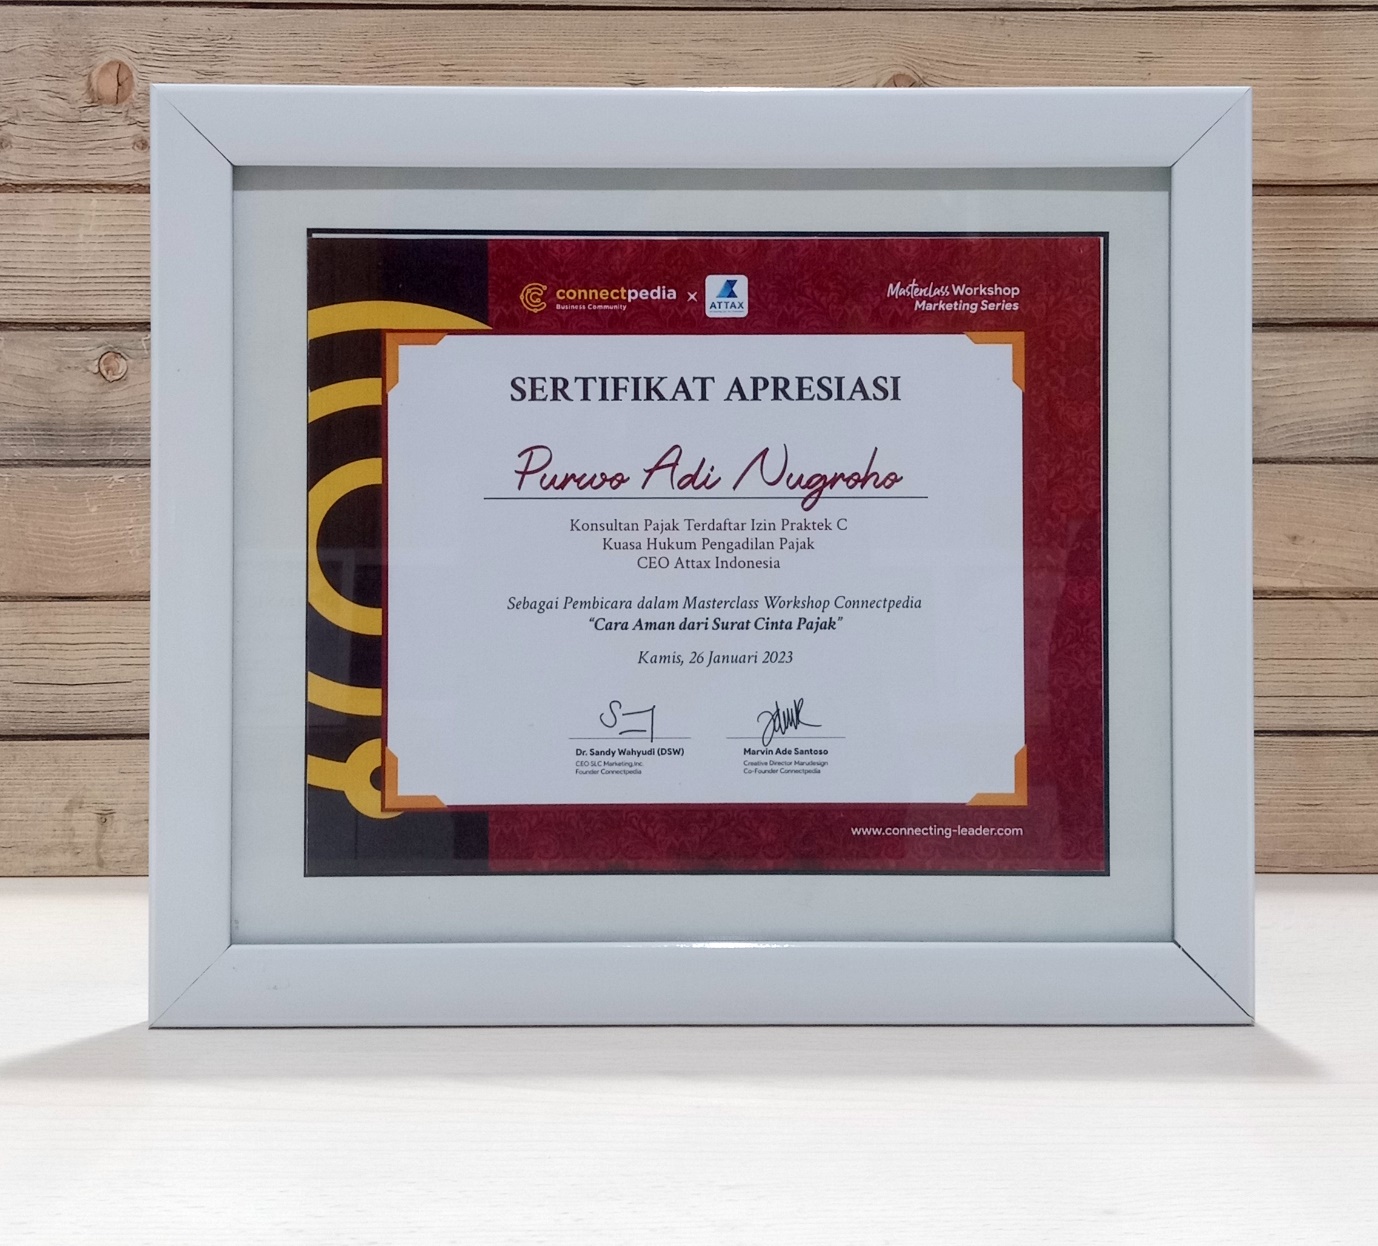 connectpedia
Business Community
x
ATTAX
Masterclass Workshop
Marketing Series
SERTIFIKAT APRESIASI
Purwo Adi Nugroho
Konsultan Pajak Terdaftar Izin Praktek C
Kuasa Hukum Pengadilan Pajak
CEO Attax Indonesia
Sebagai Pembicara dalam Masterclass Workshop Connectpedia
“Cara Aman dari Surat Cinta Pajak”
Kamis, 26 Januari 2023
Dr. Sandy Wahyudi (DSW)
CEO SLC Marketing,Inc.
Founder Connectpedia
Marvin Ade Santoso
Creative Director Marudesign
Co-Founder Connectpedia
www.connecting-leader.com